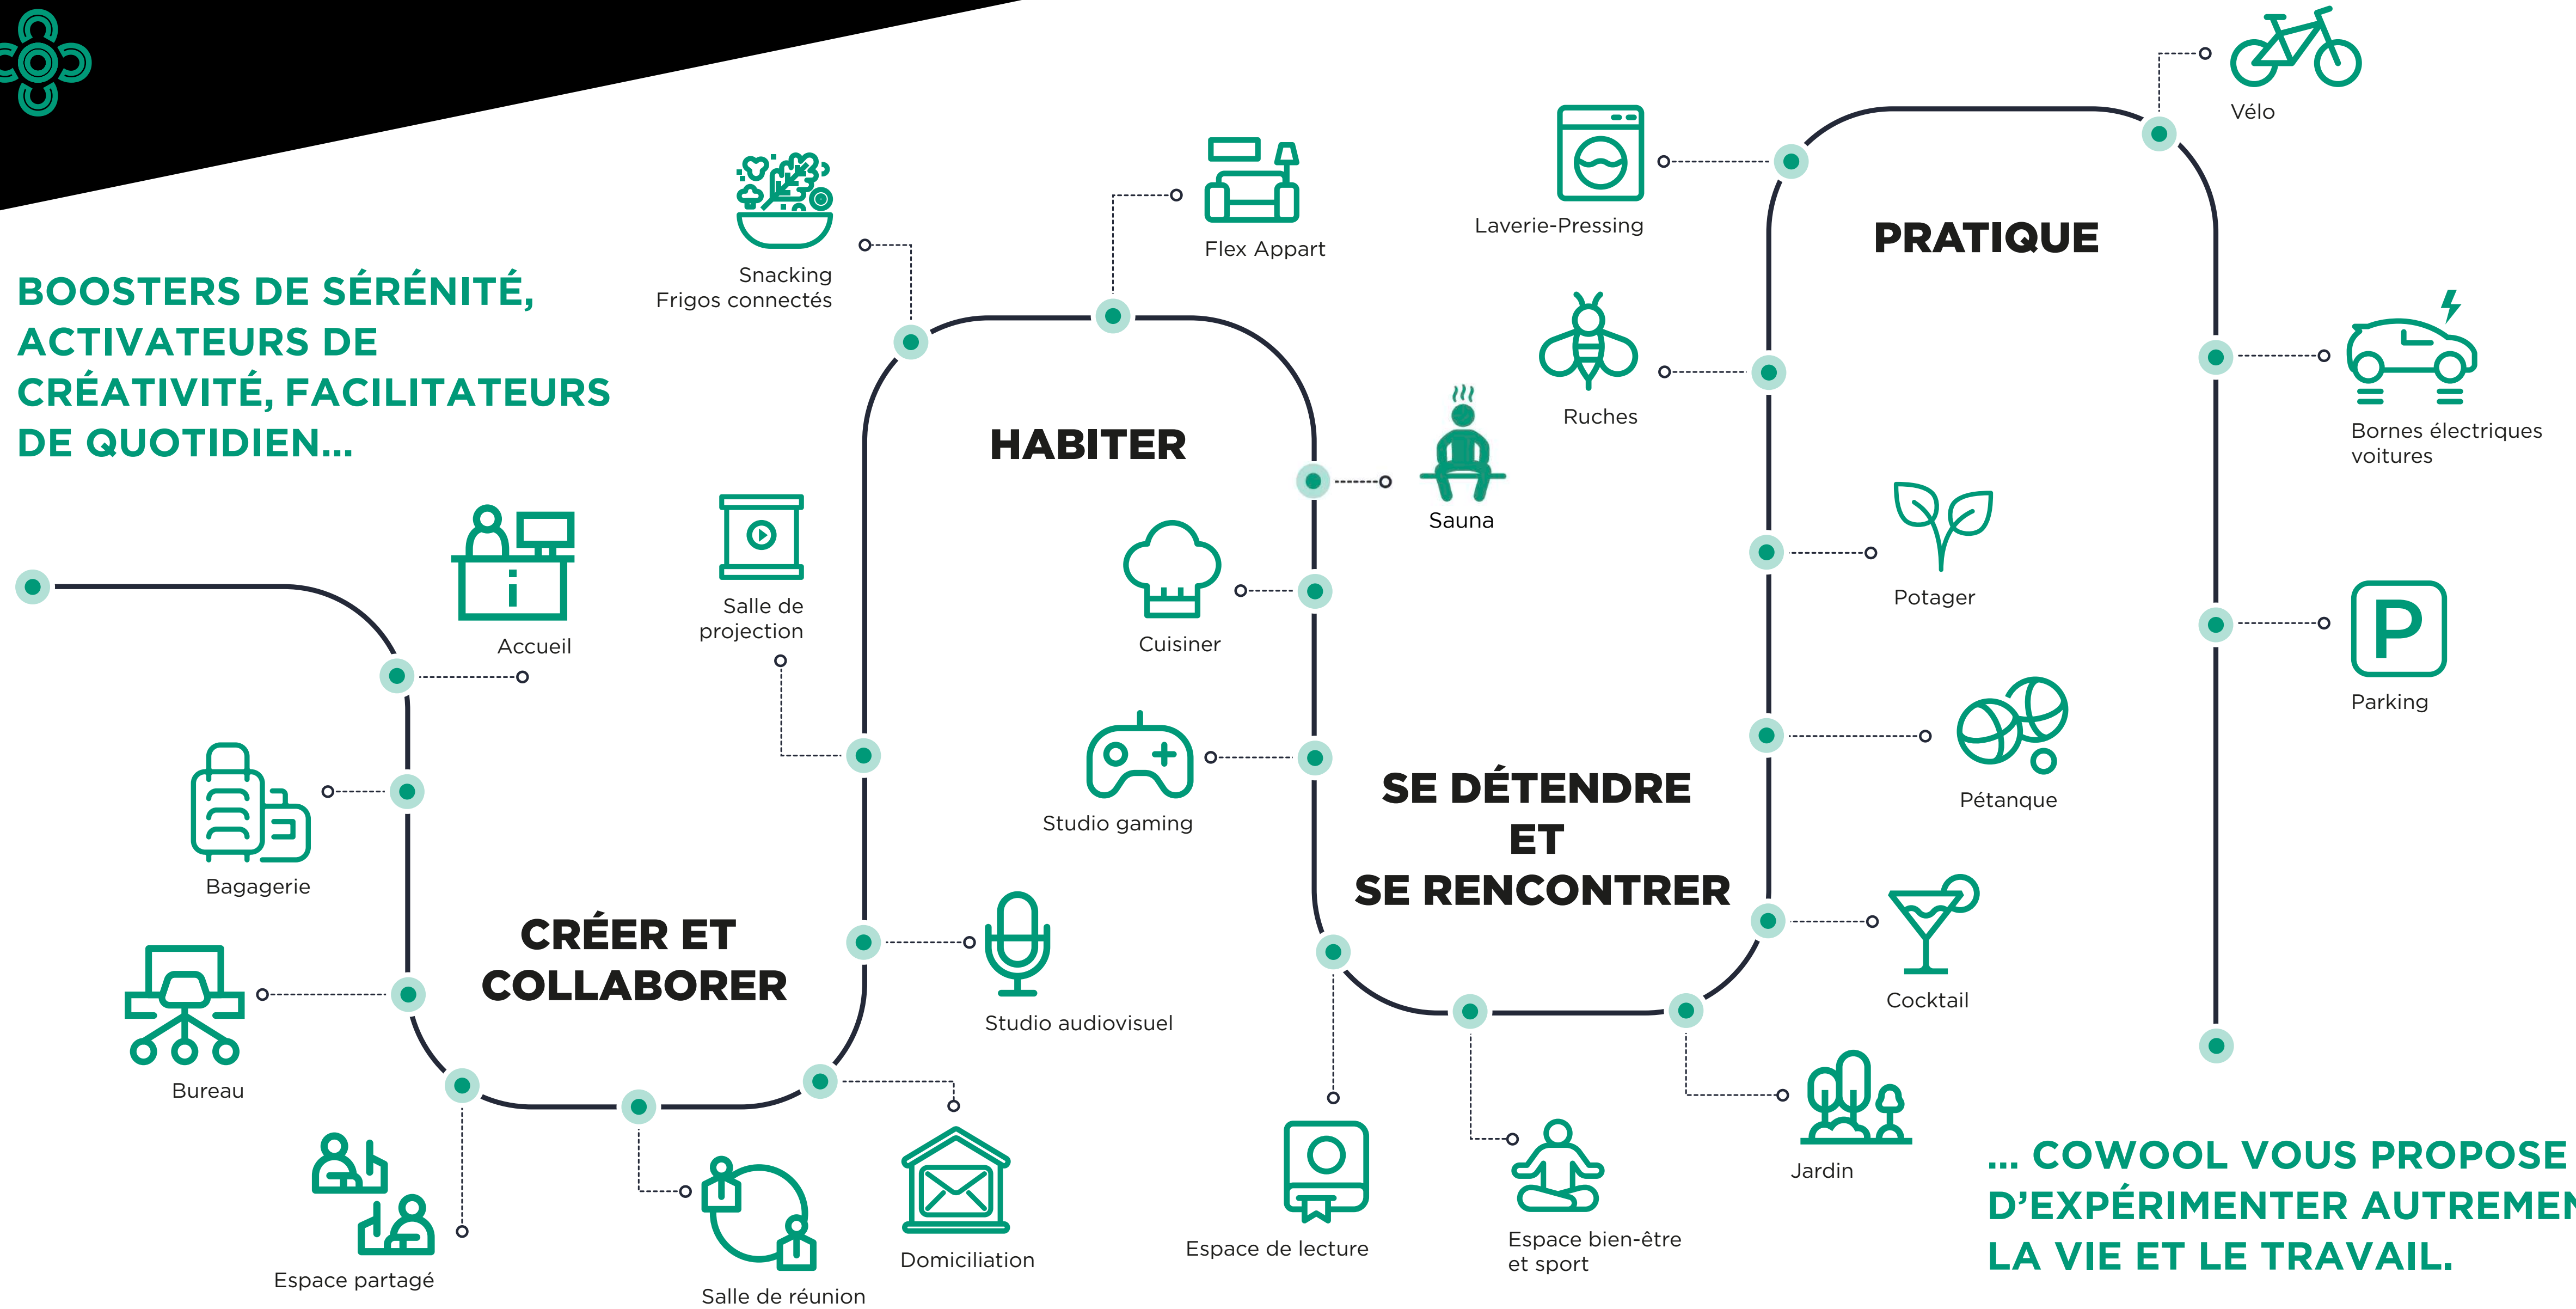 BOOSTERS DE SÉRÉNITÉ,
ACTIVATEURS DE
CRÉATIVITÉ, FACILITATEURS
DE QUOTIDIEN...
Accueil
Bagagerie
Bureau
Espace partagé
Salle de réunion
Domiciliation
CRÉER ET
COLLABORER
Studio audiovisuel
Salle de
projection
Snacking
Frigos connectés
Flex Appart
HABITER
Sauna
Cuisiner
Studio gaming
SE DÉTENDRE
ET
SE RENCONTRER
Espace de lecture
Espace bien-être
et sport
Jardin
Cocktail
Pétanque
Potager
Ruches
Laverie-Pressing
PRATIQUE
Vélo
Bornes électriques
voitures
P
Parking
... COWOOL VOUS PROPOSE
D’EXPÉRIMENTER AUTREMEN
LA VIE ET LE TRAVAIL.